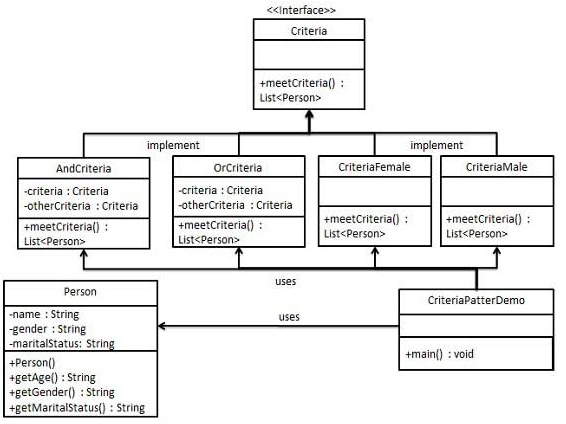 <<Interface>>
Criteria
+meetCriteria() :
List<Person>
implement
implement
AndCriteria
-criteria : Criteria
-otherCriteria : Criteria
+meetCriteria() :
List<Person>
OrCriteria
-criteria : Criteria
-otherCriteria : Criteria
+meetCriteria() :
List<Person>
CriteriaFemale
+meetCriteria() :
List<Person>
CriteriaMale
+meetCriteria() :
List<Person>
uses
Person
-name : String
-gender : String
-maritalStatus: String
+Person()
+getAge() : String
+getGender() : String
+getMaritalStatus() : String
uses
CriteriaPatterDemo
+main() : void